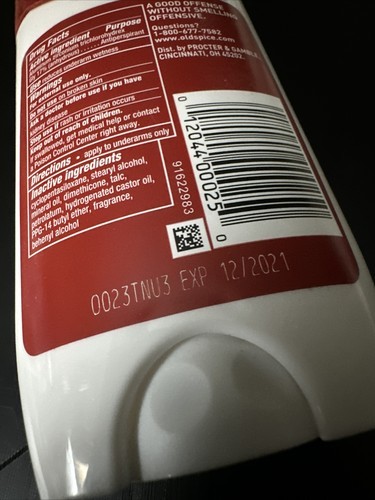 Drug Facts
Active ingredient Purpose
trichlorohydrex
(anhydrous) Antiperspirant
Use reduces underarm wetness
Warnings
For external use only.
Do not use on broken skin
Ask a doctor before use if you have
kidney disease
Stop use if rash or irritation occurs
Keep out of reach of children.
If swallowed, get medical help or contact
a Poison Control Center right away.
Directions • apply to underarms only
Inactive ingredients
cyclopentasiloxane, stearyl alcohol,
mineral oil, dimethicone, talc,
petrolatum, hydrogenated castor oil,
PPG-14 butyl ether, fragrance,
behenyl alcohol
A GOOD OFFENSE
WITHOUT SMELLING
OFFENSIVE.
Questions?
1-800-677-7582
www.oldspice.com
Dist. by PROCTER & GAMBLE
CINCINNATI, OH 45202.
0 12044 00025 0
91622983
0023TNU3 EXP 12/2021